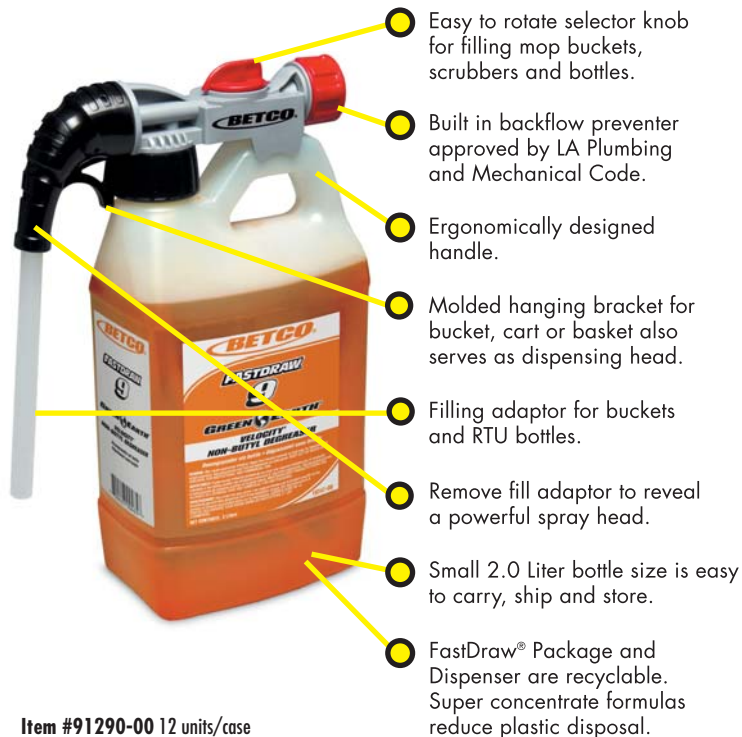 Easy to rotate selector knob
for filling mop buckets,
scrubbers and bottles.
Built in backflow preventer
approved by LA Plumbing
and Mechanical Code.
Ergonomically designed
handle.
Molded hanging bracket for
bucket, cart or basket also
serves as dispensing head.
Filling adaptor for buckets
and RTU bottles.
Remove fill adaptor to reveal
a powerful spray head.
Small 2.0 Liter bottle size is easy
to carry, ship and store.
FastDraw® Package and
Dispenser are recyclable.
Super concentrate formulas
reduce plastic disposal.
BETCO.
BETCO.
FASTDRAW
9
GREEN EARTH
BETCO.
FASTDRAW
9
GREEN EARTH
VELOCITY
NON-BUTYL DEGREASER
Item #91290-00 12 units/case